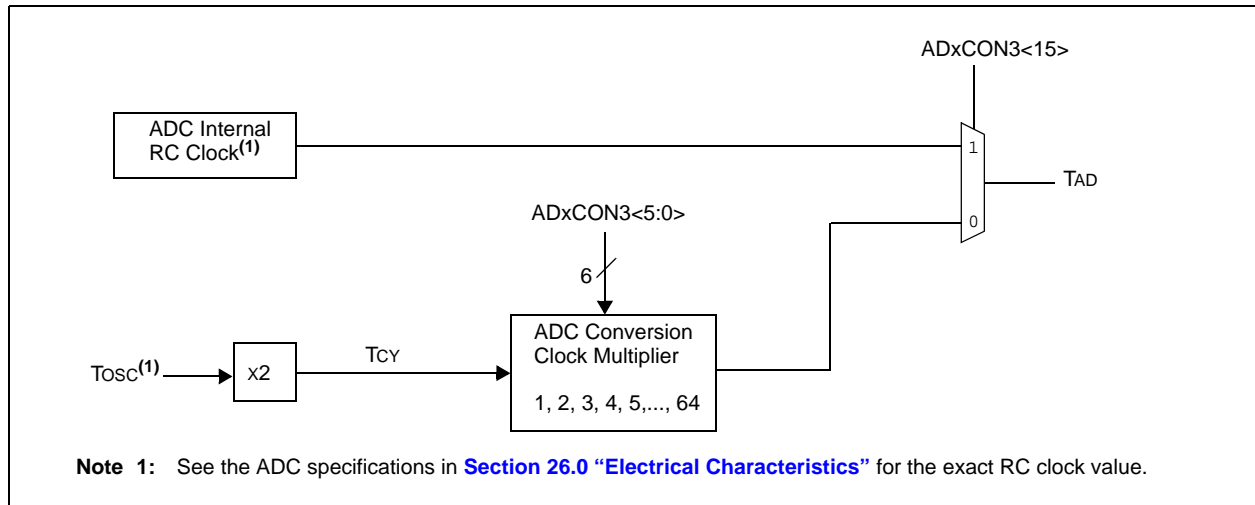 ADxCON3<15>
ADC Internal
RC Clock(1)
1
TAD
ADxCON3<5:0>
0
6
ADC Conversion
Clock Multiplier
TOSC(1)
X2
TCY
1, 2, 3, 4, 5,..., 64
Note 1: See the ADC specifications in Section 26.0 “Electrical Characteristics” for the exact RC clock value.